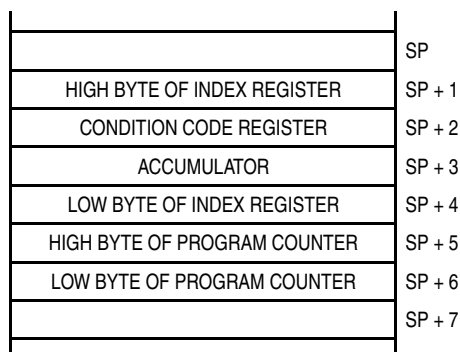 SP
HIGH BYTE OF INDEX REGISTER SP + 1
CONDITION CODE REGISTER SP + 2
ACCUMULATOR SP + 3
LOW BYTE OF INDEX REGISTER SP + 4
HIGH BYTE OF PROGRAM COUNTER SP + 5
LOW BYTE OF PROGRAM COUNTER SP + 6
SP + 7